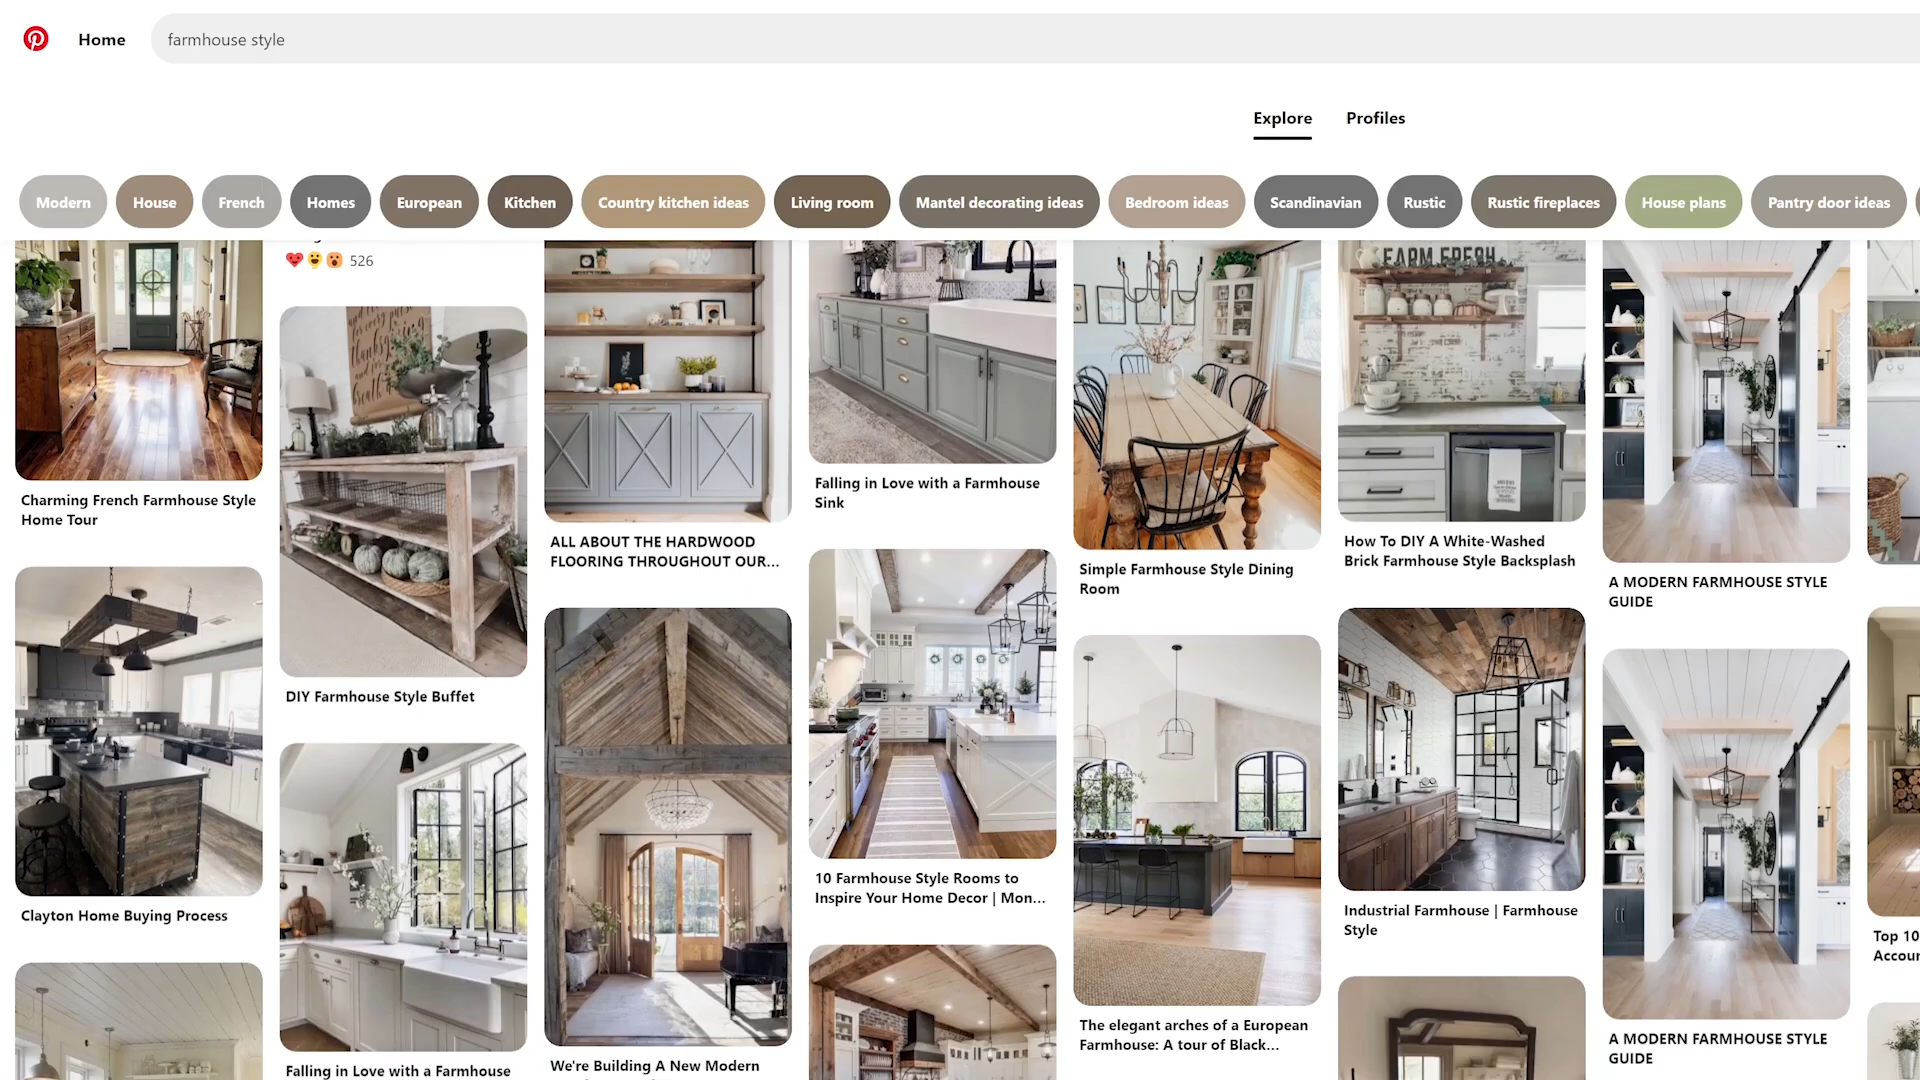 Home
farmhouse style
Explore
Profiles
Modern
House
French
Homes
European
Kitchen
Country kitchen ideas
Living room
Mantel decorating ideas
Bedroom ideas
Scandinavian
Rustic
Rustic fireplaces
House plans
Pantry door ideas
526
FARM FRESH
Charming French Farmhouse Style
Home Tour
Clayton Home Buying Process
DIY Farmhouse Style Buffet
Falling in Love with a Farmhouse
ALL ABOUT THE HARDWOOD
FLOORING THROUGHOUT OUR...
We're Building A New Modern
Falling in Love with a Farmhouse
Sink
10 Farmhouse Style Rooms to
Inspire Your Home Decor | Mon...
Simple Farmhouse Style Dining
Room
The elegant arches of a European
Farmhouse: A tour of Black...
How To DIY A White-Washed
Brick Farmhouse Style Backsplash
Industrial Farmhouse | Farmhouse
Style
A MODERN FARMHOUSE STYLE
GUIDE
A MODERN FARMHOUSE STYLE
GUIDE
Top 10
Accour